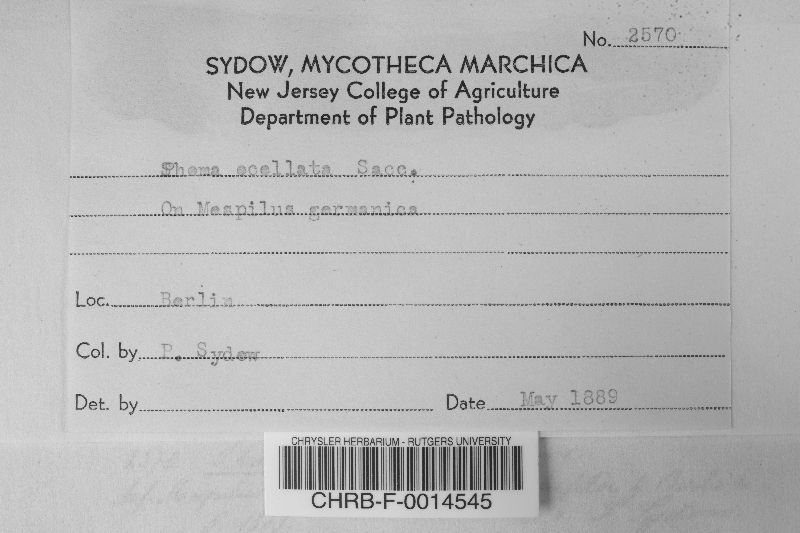 No. 2570
SYDOW, MYCOTHECA MARCHICA
New Jersey College of Agriculture
Department of Plant Pathology
Phoma ocellata Sacc.
On Mespilus germanica
Loc. Berlin
Col. by P. Sydow
Det. by
Date May 1889
CHRYSLER HERBARIUM - RUTGERS UNIVERSITY
CHRB-F-0014545